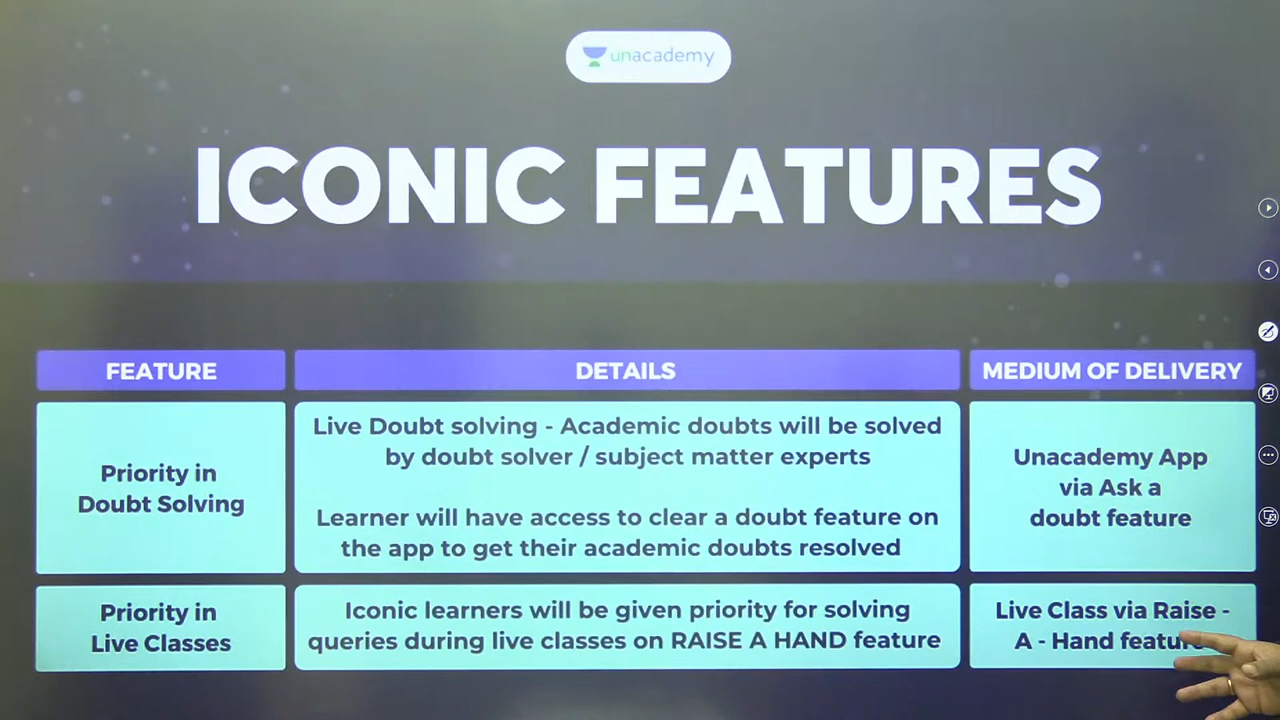 unacademy
ICONIC FEATURES
FEATURE
DETAILS
MEDIUM OF DELIVERY
Priority in
Doubt Solving
Live Doubt solving - Academic doubts will be solved
by doubt solver / subject matter experts
Learner will have access to clear a doubt feature on
the app to get their academic doubts resolved
Unacademy App
via Ask a
doubt feature
Priority in
Live Classes
Iconic learners will be given priority for solving
queries during live classes on RAISE A HAND feature
Live Class via Raise -
A - Hand feature